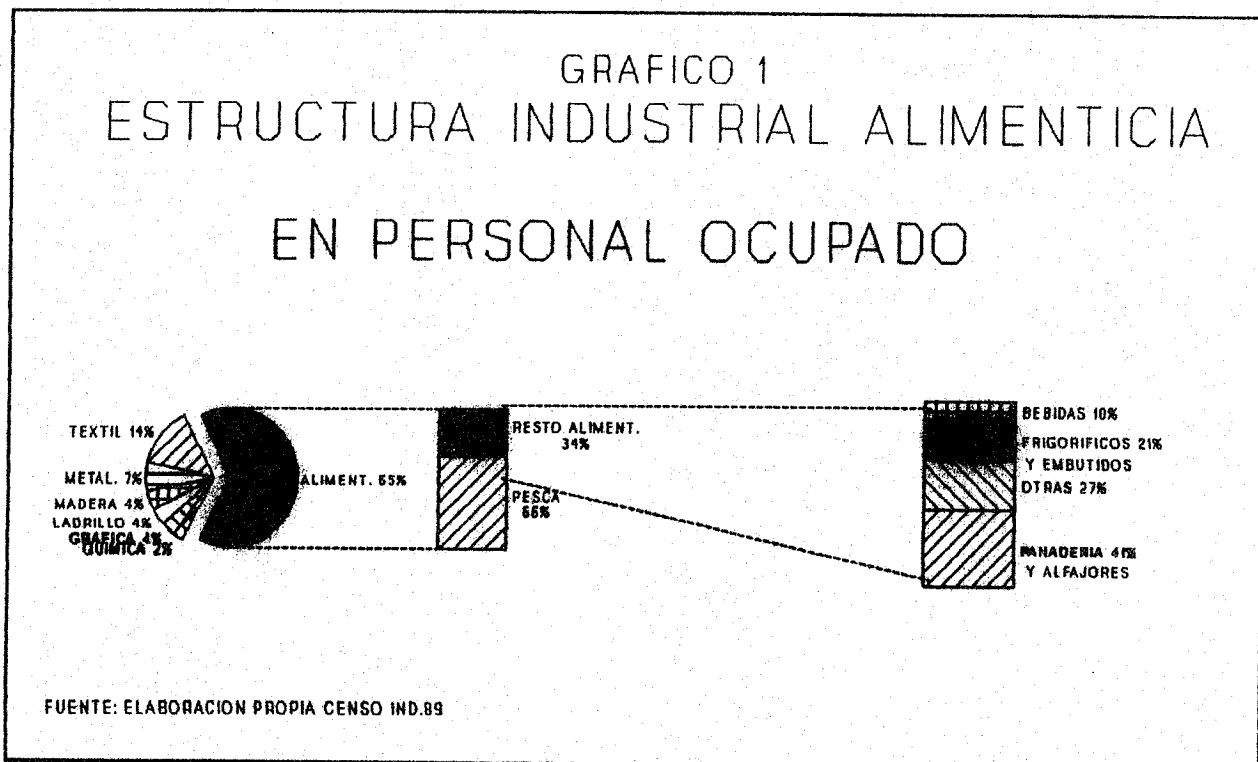 GRAFICO 1
ESTRUCTURA INDUSTRIAL ALIMENTICIA
EN PERSONAL OCUPADO
TEXTIL 14%
METAL. 7%
MADERA 4%
LADRILLO 4%
GRAFICA 4%
QUIMICA 2%
ALIMENT. 65%
RESTO ALIMENT.
34%
PESCA
66%
BEBIDAS 10%
FRIGORIFICOS 21%
Y EMBUTIDOS
OTRAS 27%
PANADERIA 41%
Y ALFAJORES
FUENTE: ELABORACION PROPIA CENSO IND.89